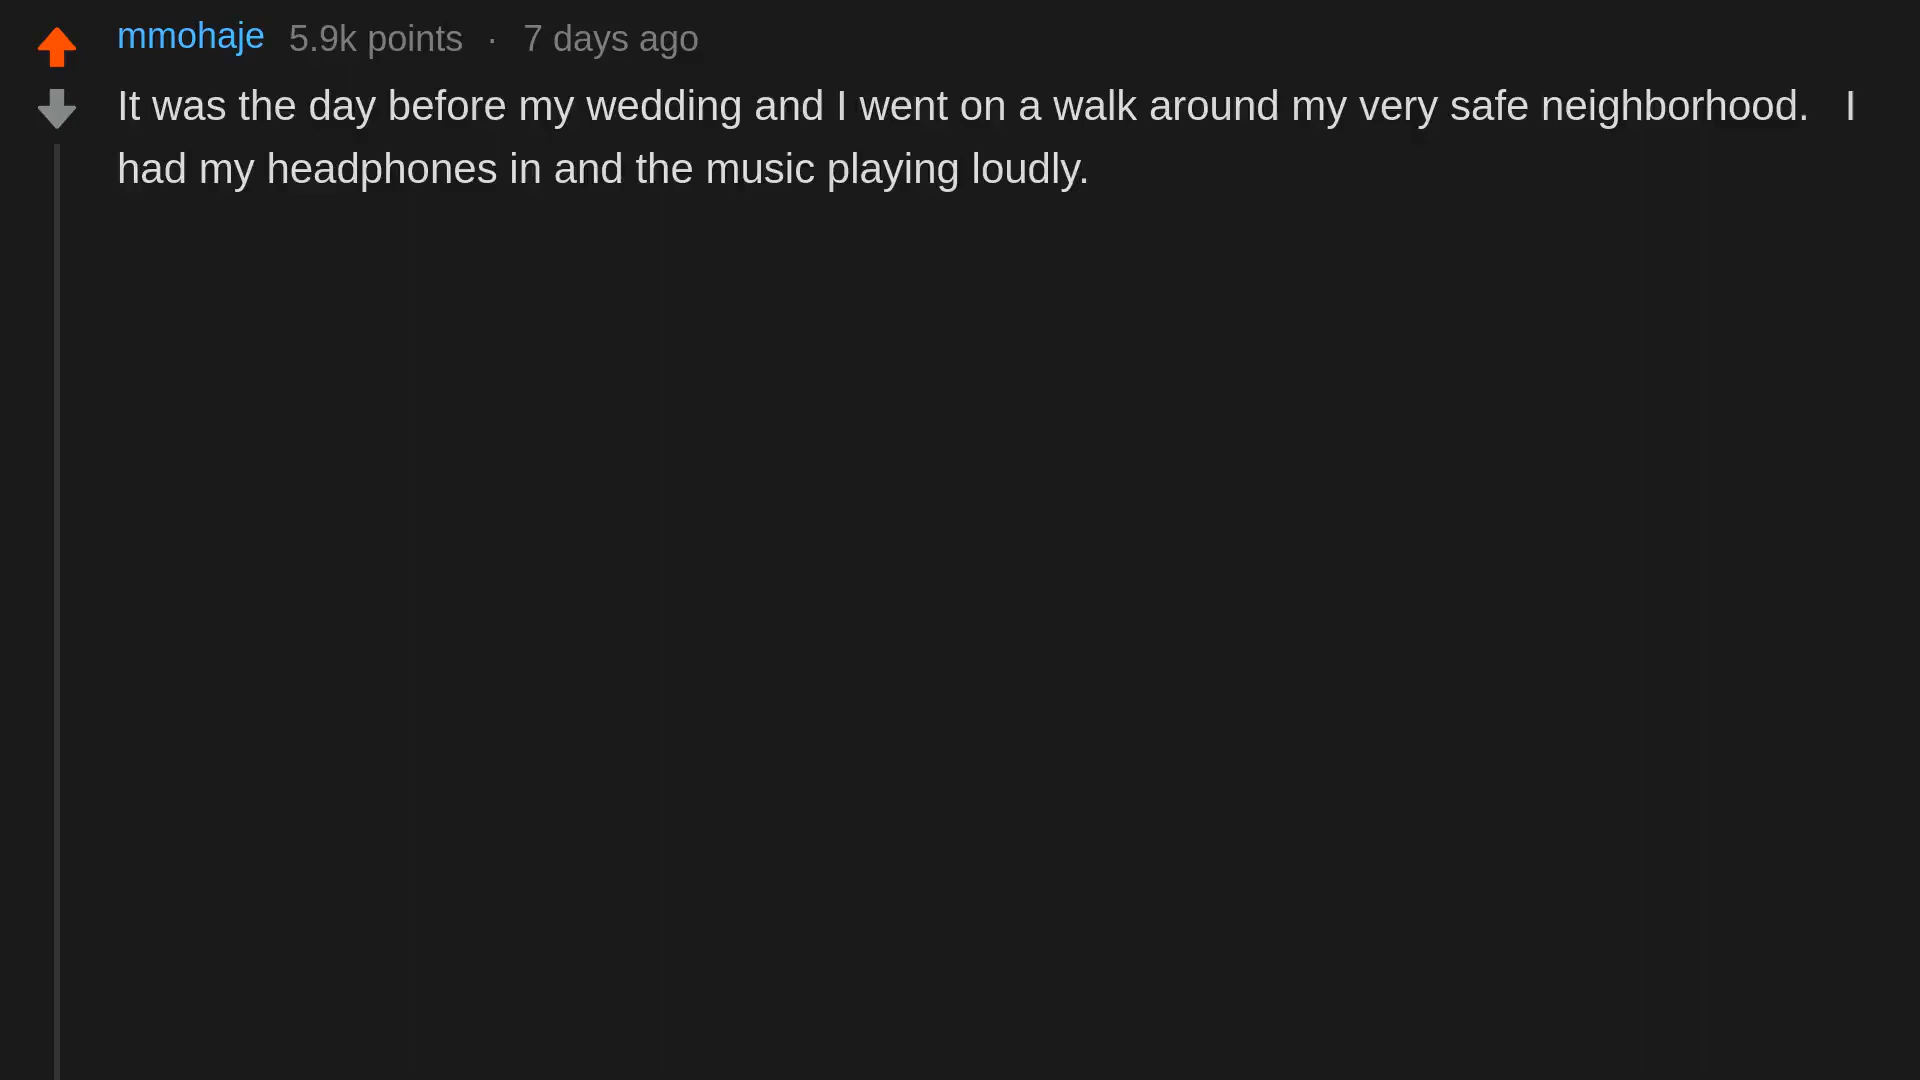 mmohaje 5.9k points · 7 days ago
It was the day before my wedding and I went on a walk around my very safe neighborhood.   I
had my headphones in and the music playing loudly.